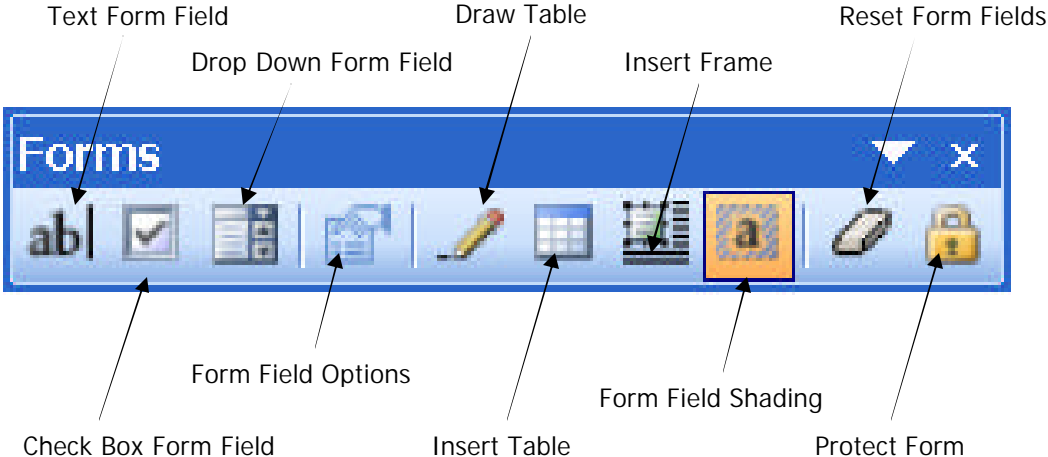 Text Form Field
Draw Table
Reset Form Fields
Drop Down Form Field
Insert Frame
Forms
ab
a
Form Field Options
Form Field Shading
Check Box Form Field
Insert Table
Protect Form